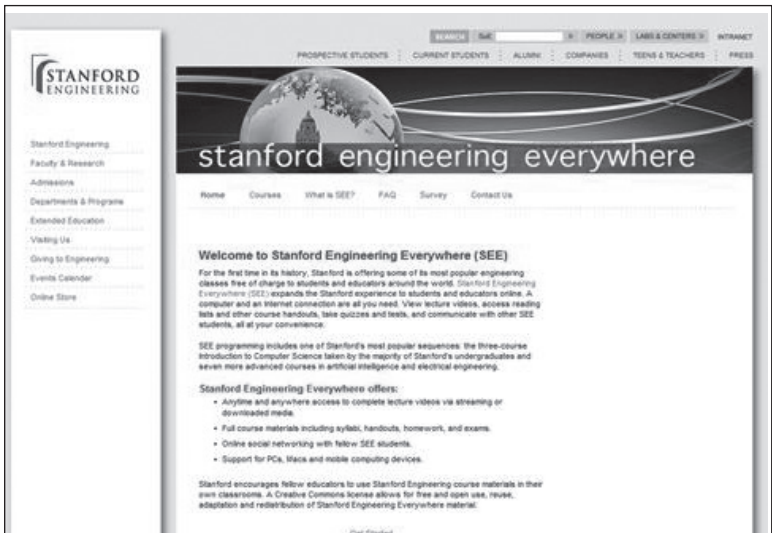 SEARCH SoE: » PEOPLE » LABS & CENTERS » INTRANET
PROSPECTIVE STUDENTS CURRENT STUDENTS ALUMNI COMPANIES TEENS & TEACHERS PRESS
STANFORD
ENGINEERING
Stanford Engineering
Faculty & Research
Admissions
Departments & Programs
Extended Education
Visiting Us
Giving to Engineering
Events Calendar
Online Store
stanford engineering everywhere
Home Courses What is SEE? FAQ Survey Contact Us
Welcome to Stanford Engineering Everywhere (SEE)
For the first time in its history, Stanford is offering some of its most popular engineering
classes free of charge to students and educators around the world. Stanford Engineering
Everywhere (SEE) expands the Stanford experience to students and educators online. A
computer and an Internet connection are all you need. View lecture videos, access reading
lists and other course handouts, take quizzes and tests, and communicate with other SEE
students, all at your convenience.
SEE programming includes one of Stanford's most popular sequences: the three-course
Introduction to Computer Science taken by the majority of Stanford's undergraduates and
seven more advanced courses in artificial intelligence and electrical engineering.
Stanford Engineering Everywhere offers:
• Anytime and anywhere access to complete lecture videos via streaming or
downloaded media.
• Full course materials including syllabi, handouts, homework, and exams.
• Online social networking with fellow SEE students.
• Support for PCs, Macs and mobile computing devices.
Stanford encourages fellow educators to use Stanford Engineering course materials in their
own classrooms. A Creative Commons license allows for free and open use, reuse,
adaptation and redistribution of Stanford Engineering Everywhere material.